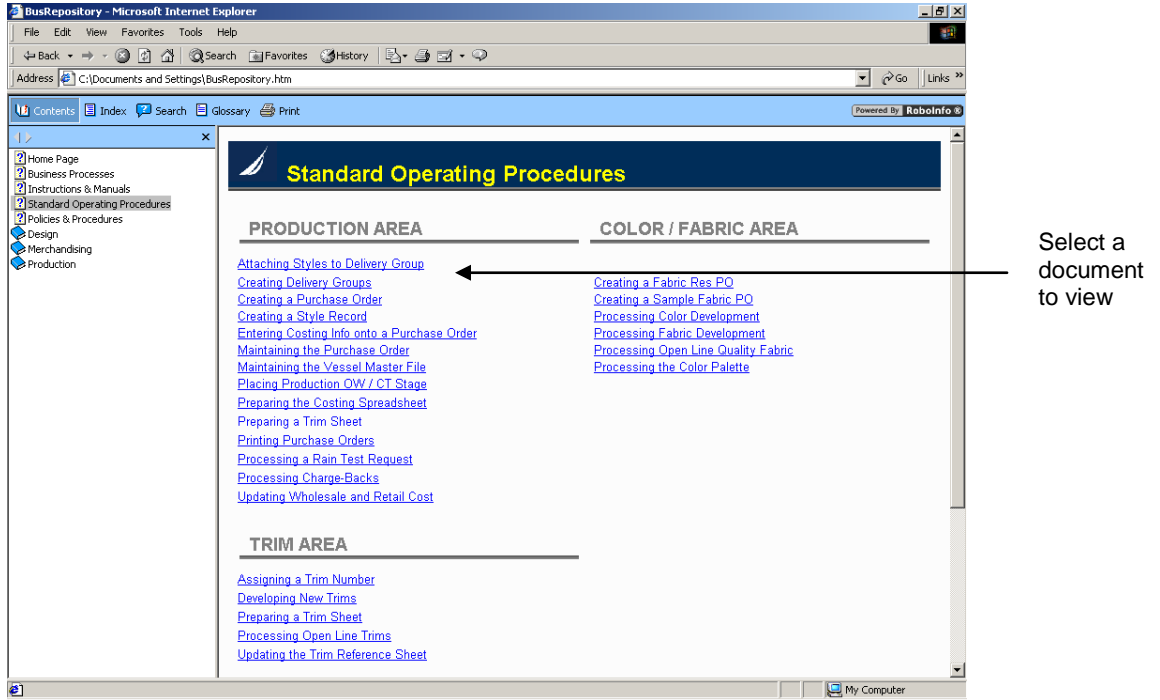 BusRepository - Microsoft Internet Explorer
File Edit View Favorites Tools Help
Back Search Favorites History
Address C:\Documents and Settings\BusRepository.htm Go Links »
Contents Index Search Glossary Print Powered By RoboInfo ®
Home Page
Business Processes
Instructions & Manuals
Standard Operating Procedures
Policies & Procedures
Design
Merchandising
Production
Standard Operating Procedures
PRODUCTION AREA
Attaching Styles to Delivery Group
Creating Delivery Groups
Creating a Purchase Order
Creating a Style Record
Entering Costing Info onto a Purchase Order
Maintaining the Purchase Order
Maintaining the Vessel Master File
Placing Production OW / CT Stage
Preparing the Costing Spreadsheet
Preparing a Trim Sheet
Printing Purchase Orders
Processing a Rain Test Request
Processing Charge-Backs
Updating Wholesale and Retail Cost
COLOR / FABRIC AREA
Creating a Fabric Res PO
Creating a Sample Fabric PO
Processing Color Development
Processing Fabric Development
Processing Open Line Quality Fabric
Processing the Color Palette
TRIM AREA
Assigning a Trim Number
Developing New Trims
Preparing a Trim Sheet
Processing Open Line Trims
Updating the Trim Reference Sheet
Select a
document
to view
My Computer